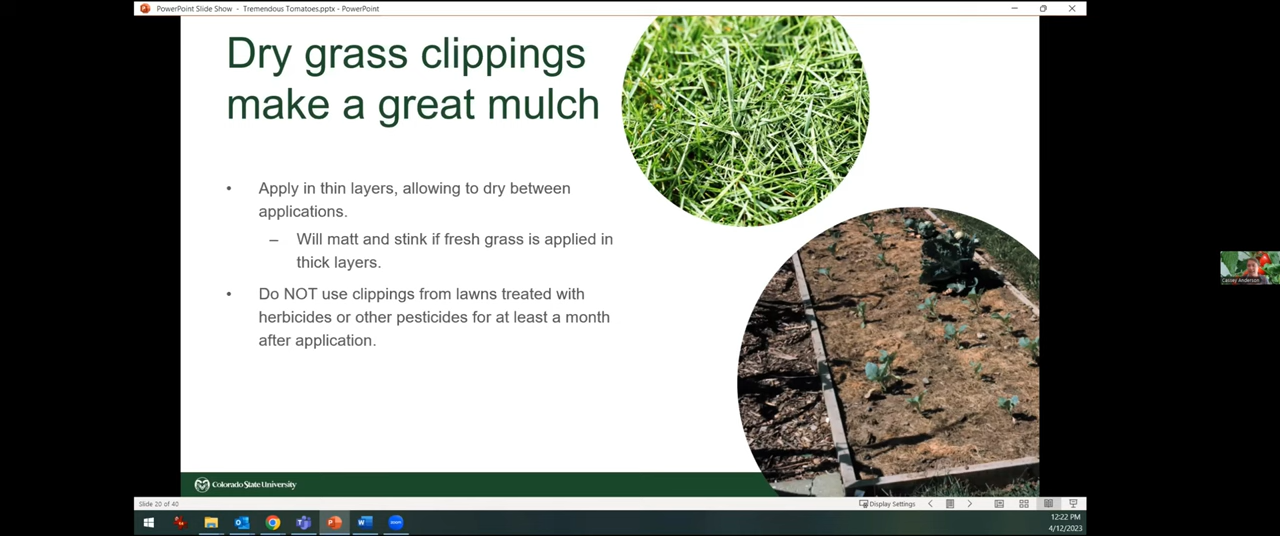 PowerPoint Slide Show - Tremendous Tomatoes.pptx - PowerPoint
Dry grass clippings
make a great mulch
• Apply in thin layers, allowing to dry between
applications.
– Will matt and stink if fresh grass is applied in
thick layers.
• Do NOT use clippings from lawns treated with
herbicides or other pesticides for at least a month
after application.
Cassey Anderson
Colorado State University
Slide 20 of 40
Display Settings
12:22 PM
4/12/2023